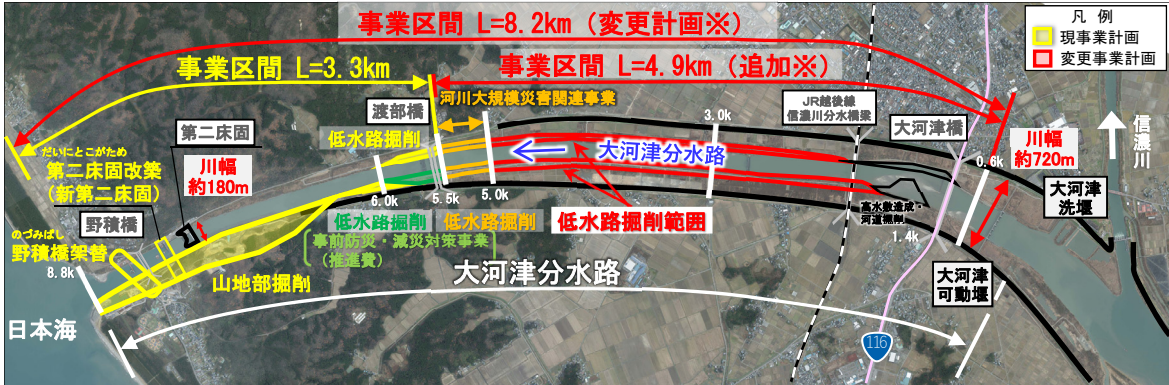 事業区間 L=8.2km（変更計画※）
凡 例
現事業計画
変更事業計画
事業区間 L=3.3km
事業区間 L=4.9km（追加※）
河川大規模災害関連事業
渡部橋
JR越後線
信濃川分水橋梁
大河津橋
信濃川
第二床固
低水路掘削
3.0k
大河津分水路
川幅
約720m
0.6k
だいにとこがため
第二床固改築
（新第二床固）
川幅
約180m
6.0k
5.5k
5.0k
大河津
洗堰
野積橋
低水路掘削
低水路掘削
低水路掘削範囲
高水敷造成・
河道掘削
1.4k
のづみばし
野積橋架替
8.8k
事前防災・減災対策事業
（推進費）
山地部掘削
大河津分水路
大河津
可動堰
日本海
116